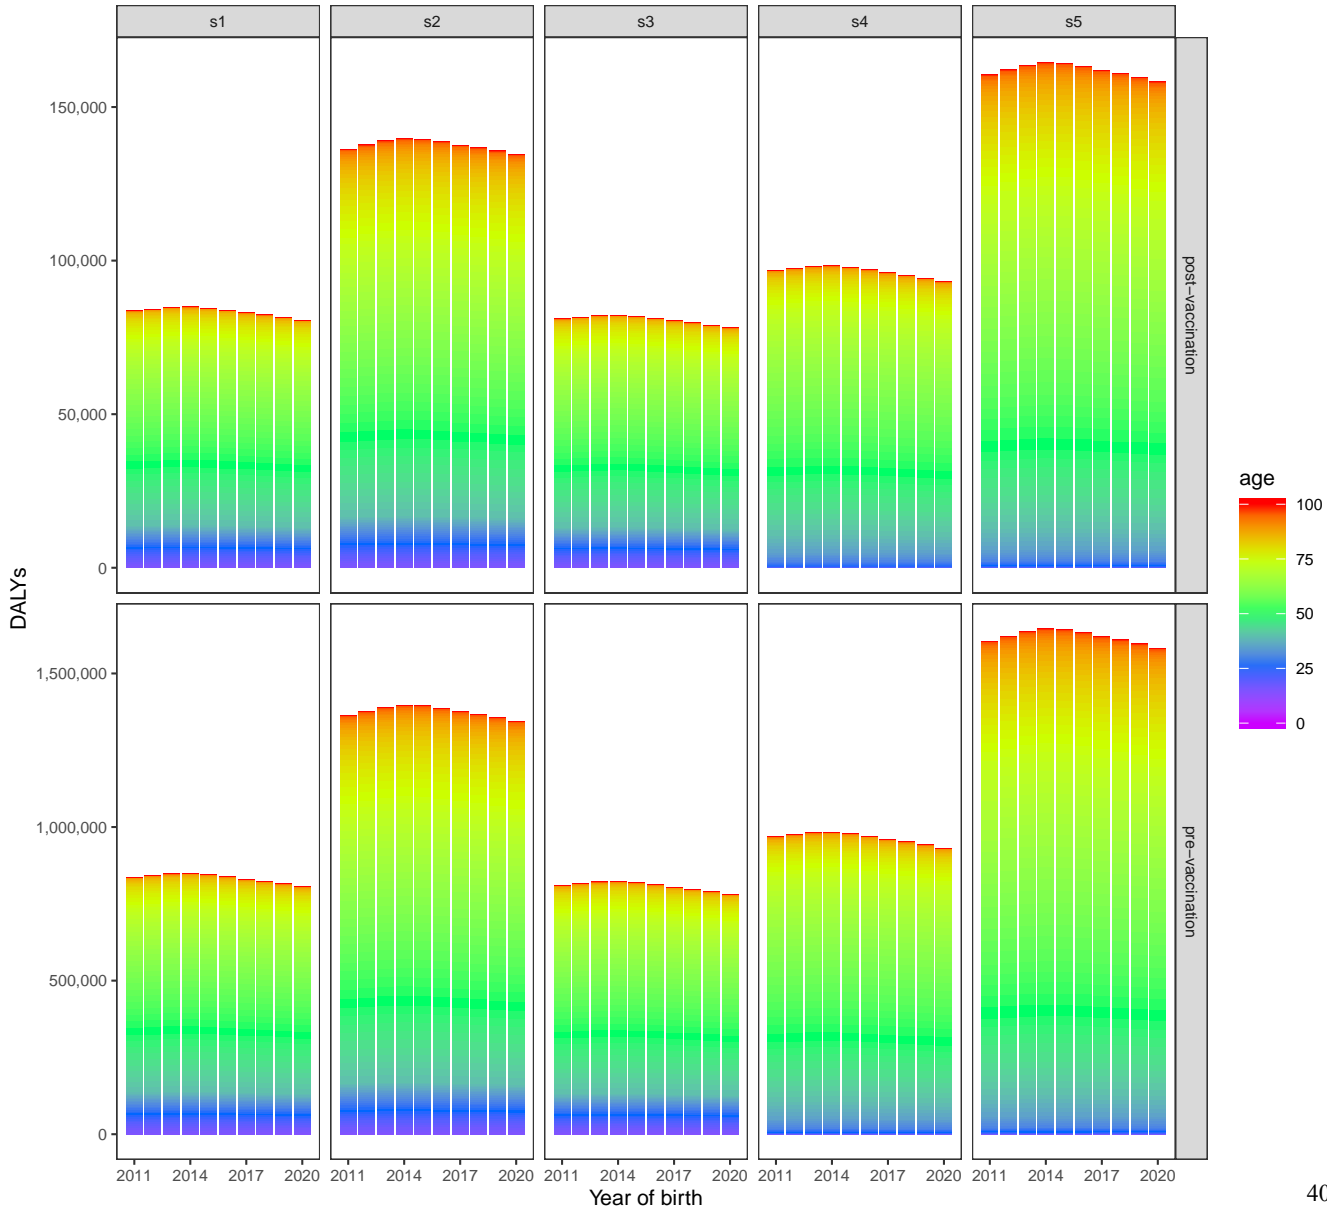 s1 s2 s3 s4 s5
150,000
100,000
50,000
0
post−vaccination
1,500,000
1,000,000
500,000
0
pre−vaccination
DALYs
2011 2014 2017 2020 2011 2014 2017 2020 2011 2014 2017 2020 2011 2014 2017 2020 2011 2014 2017 2020
Year of birth
age
100
75
50
25
0
40